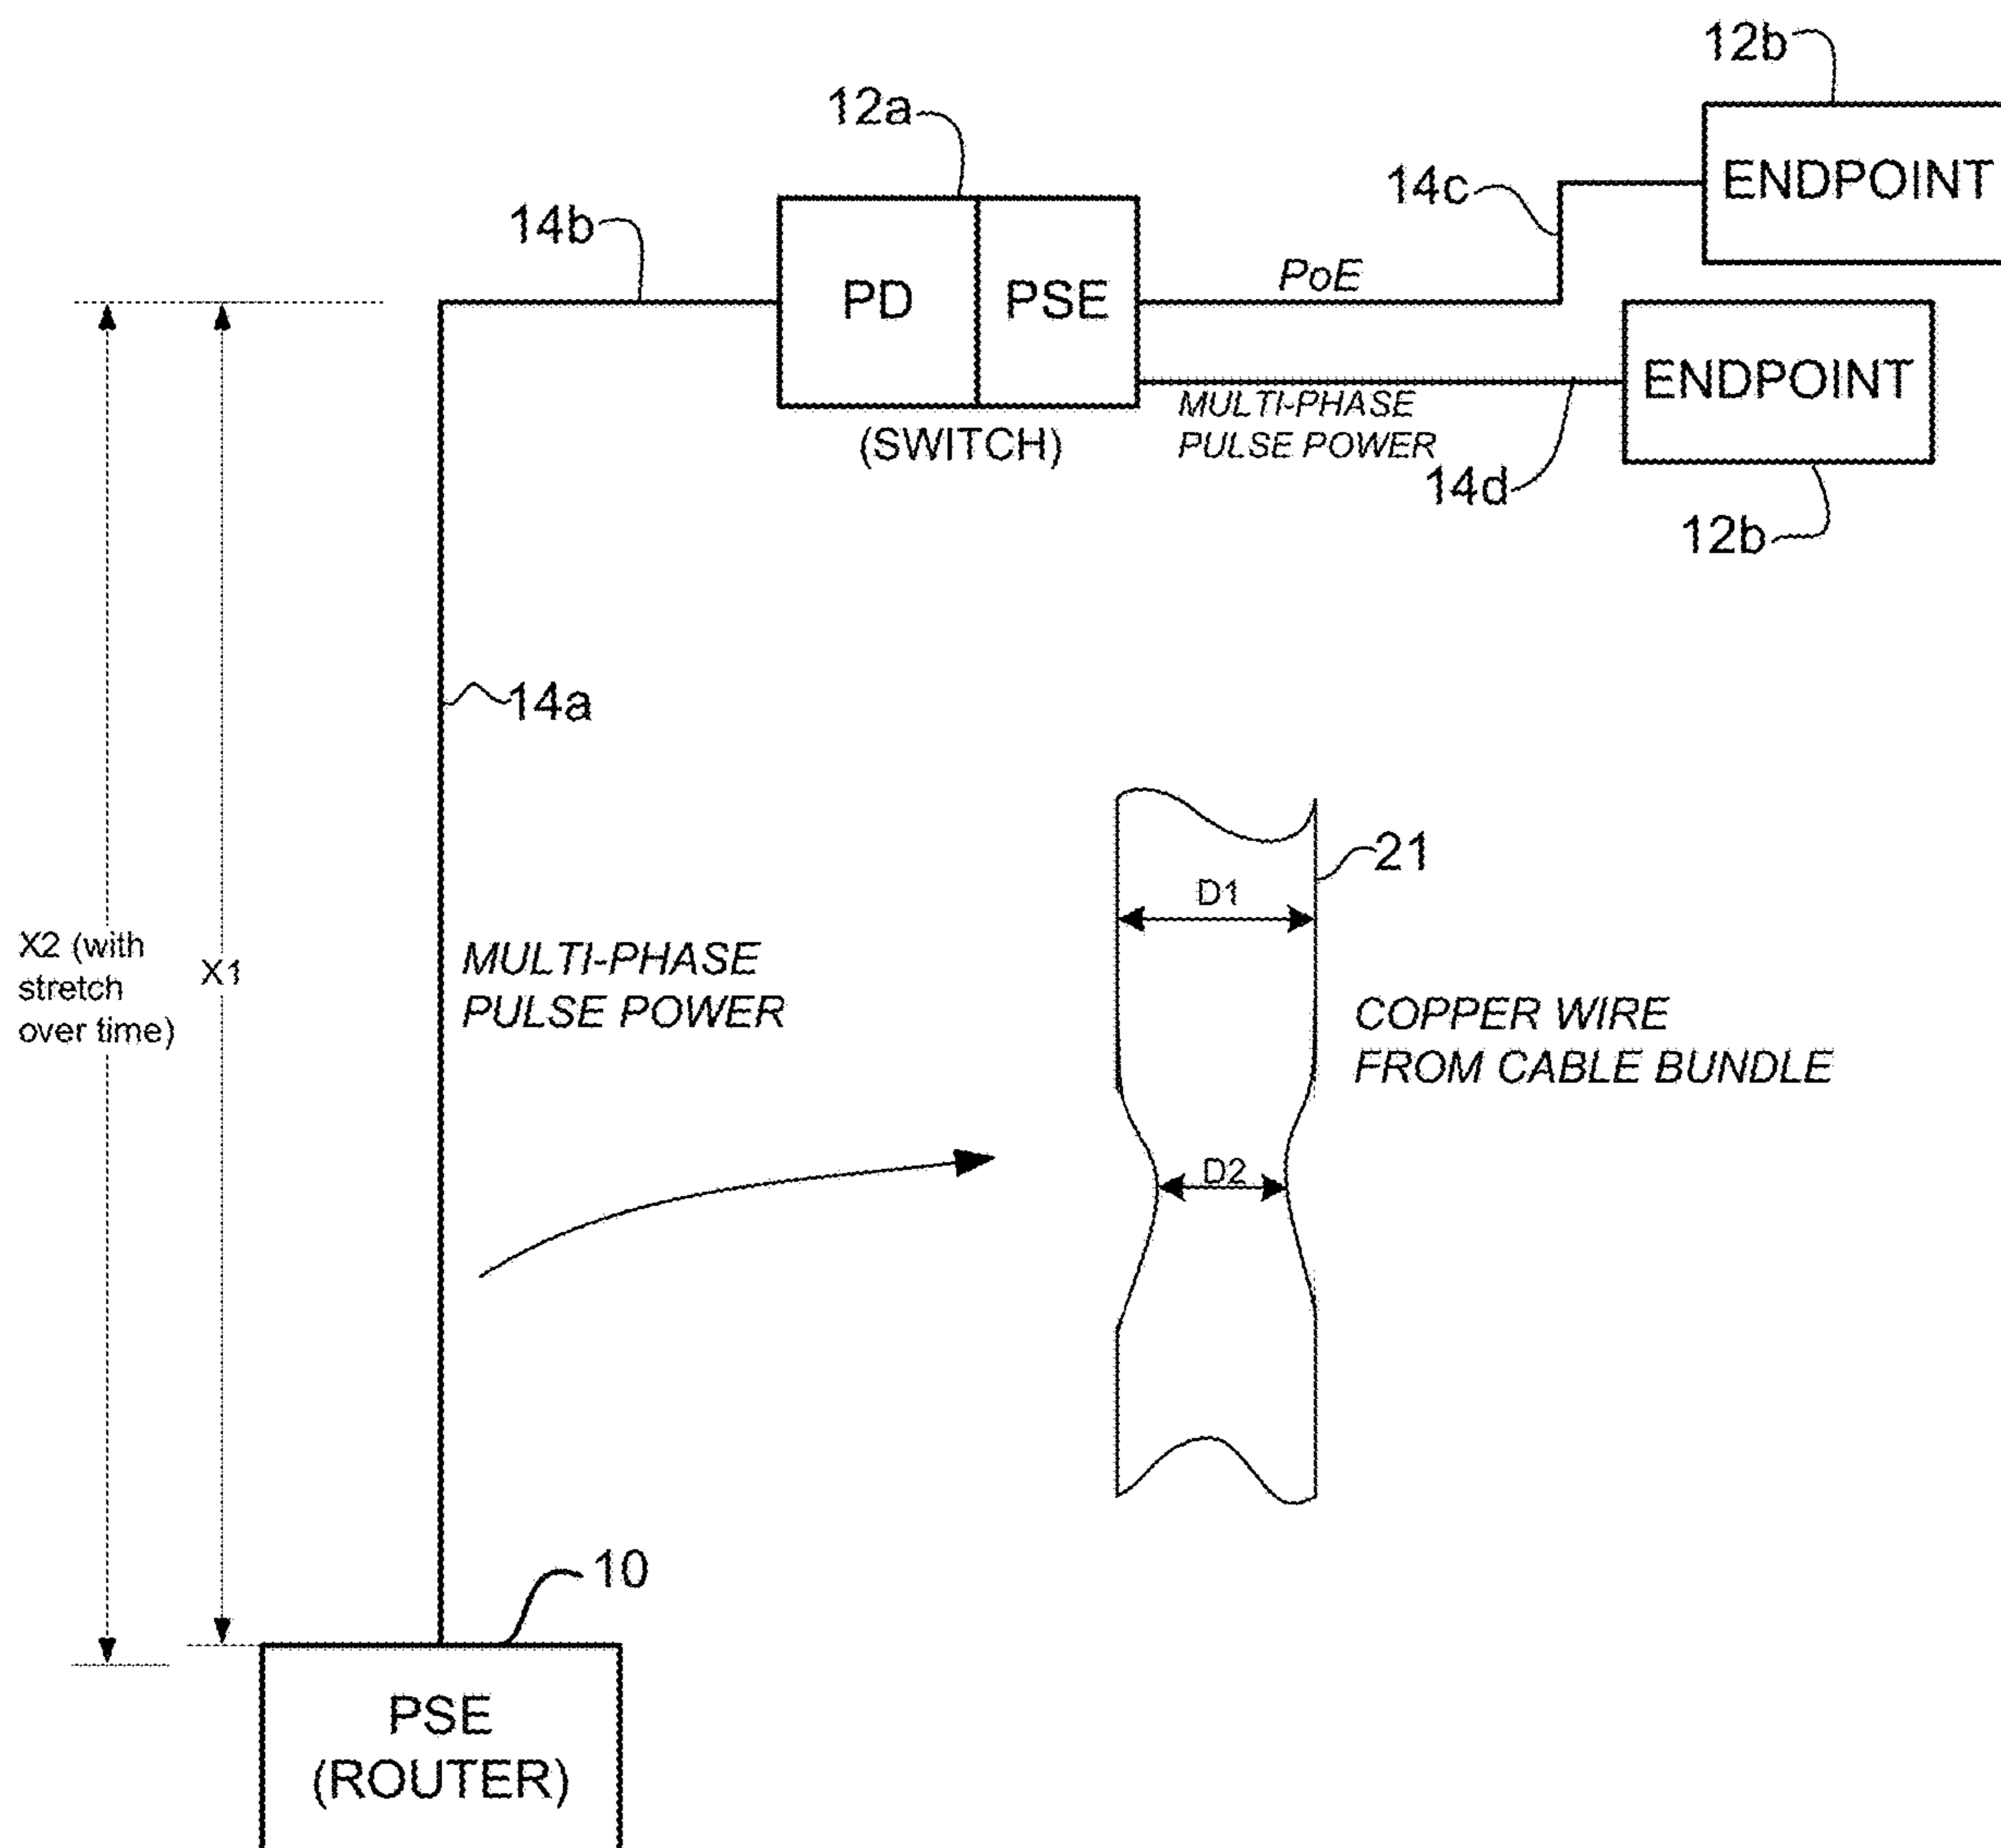 12b
12a
ENDPOINT
14c
14b
PoE
PD
PSE
ENDPOINT
MULTI-PHASE
PULSE POWER
(SWITCH)
14d
12b
14a
21
D1
X2 (with
stretch
over time)
X1
MULTI-PHASE
PULSE POWER
COPPER WIRE
FROM CABLE BUNDLE
D2
10
PSE
(ROUTER)